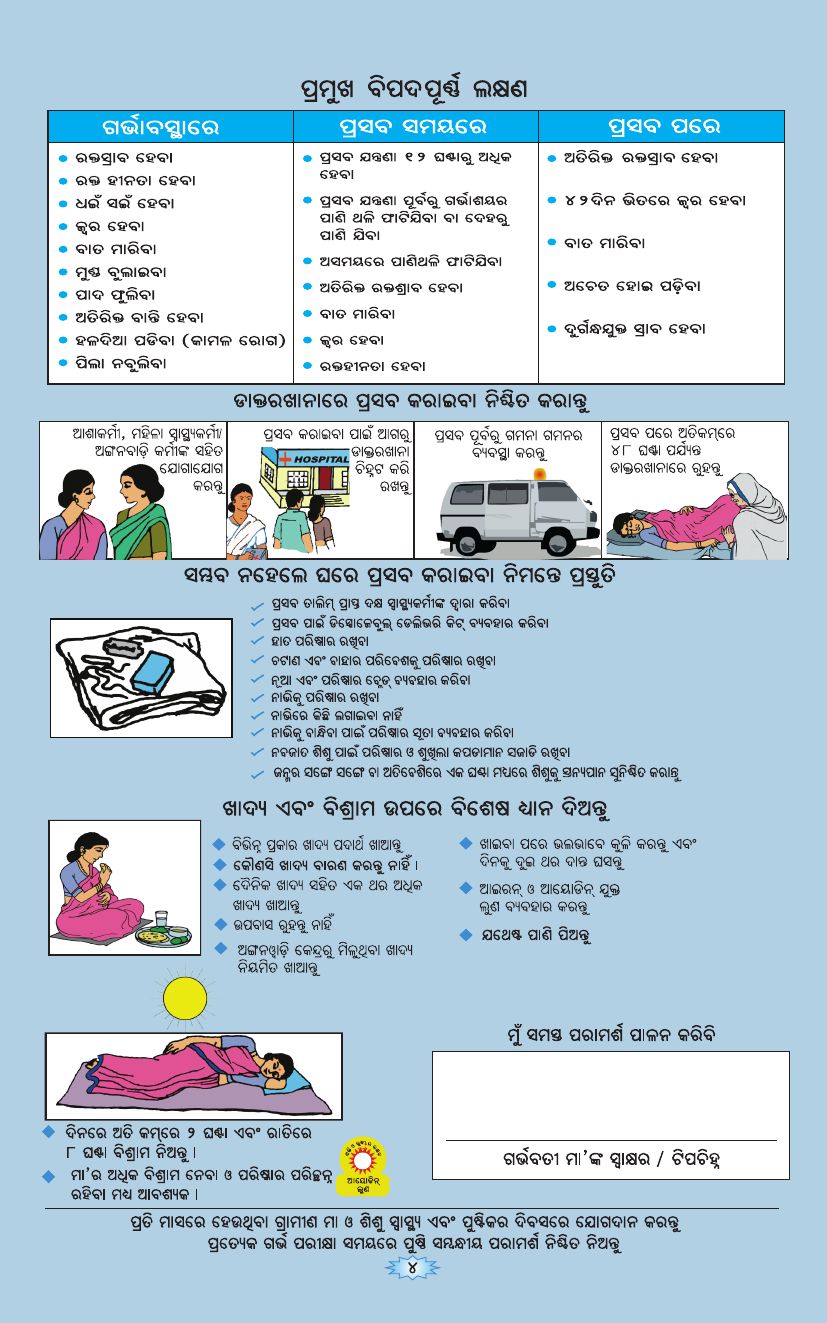 ପ୍ରମୁଖ ବିପଦପୂର୍ଣ୍ଣ ଲକ୍ଷଣ
ଗର୍ଭାବସ୍ଥାରେ
ରକ୍ତସ୍ରାବ ହେବା
ରକ୍ତ ହୀନତା ହେବା
ଧଇଁ ସଇଁ ହେବା
ଜ୍ୱର ହେବା
ବାତ ମାରିବା
ମୁଣ୍ଡ ବୁଲାଇବା
ପାଦ ଫୁଲିବା
ଅତିରିକ୍ତ ବାନ୍ତି ହେବା
ହଳଦିଆ ପଡିବା (କାମଳ ରୋଗ)
ପିଲା ନବୁଲିବା
ପ୍ରସବ ସମୟରେ
ପ୍ରସବ ଯନ୍ତ୍ରଣା ୧୨ ଘଣ୍ଟାରୁ ଅଧିକ
ହେବା
ପ୍ରସବ ଯନ୍ତ୍ରଣା ପୂର୍ବରୁ ଗର୍ଭାଶୟର
ପାଣି ଥଳି ଫାଟିଯିବା ବା ଦେହରୁ
ପାଣି ଯିବା
ଅସମୟରେ ପାଣିଥଳି ଫାଟିଯିବା
ଅତିରିକ୍ତ ରକ୍ତଶ୍ରାବ ହେବା
ବାତ ମାରିବା
ଜ୍ୱର ହେବା
ରକ୍ତହୀନତା ହେବା
ପ୍ରସବ ପରେ
ଅତିରିକ୍ତ ରକ୍ତସ୍ରାବ ହେବା
୪୨ଦିନ ଭିତରେ ଜ୍ୱର ହେବା
ବାତ ମାରିବା
ଅଚେତ ହୋଇ ପଡ଼ିବା
ଦୁର୍ଗନ୍ଧଯୁକ୍ତ ସ୍ରାବ ହେବା
ଡାକ୍ତରଖାନାରେ ପ୍ରସବ କରାଇବା ନିଶ୍ଚିତ କରାନ୍ତୁ
ଆଶାକର୍ମୀ, ମହିଳା ସ୍ୱାସ୍ଥ୍ୟକର୍ମୀ/
ଅଙ୍ଗନବାଡ଼ି କର୍ମୀଙ୍କ ସହିତ
ଯୋଗାଯୋଗ
କରନ୍ତୁ
ପ୍ରସବ କରାଇବା ପାଇଁ ଆଗରୁ
ଡାକ୍ତରଖାନା
ଚିହ୍ନଟ କରି
ରଖନ୍ତୁ
HOSPITAL
ପ୍ରସବ ପୂର୍ବରୁ ଗମନା ଗମନର
ବ୍ୟବସ୍ଥା କରନ୍ତୁ
ପ୍ରସବ ପରେ ଅତିକମ୍‌ରେ
୪୮ ଘଣ୍ଟା ପର୍ଯ୍ୟନ୍ତ
ଡାକ୍ତରଖାନାରେ ରୁହନ୍ତୁ
ସମ୍ଭବ ନହେଲେ ଘରେ ପ୍ରସବ କରାଇବା ନିମନ୍ତେ ପ୍ରସ୍ତୁତି
ପ୍ରସବ ତାଲିମ୍ ପ୍ରାପ୍ତ ଦକ୍ଷ ସ୍ୱାସ୍ଥ୍ୟକର୍ମୀଙ୍କ ଦ୍ୱାରା କରିବା
ପ୍ରସବ ପାଇଁ ଡିସ୍ପୋଜେବୁଲ୍ ଡେଲିଭରି କିଟ୍ ବ୍ୟବହାର କରିବା
ହାତ ପରିଷ୍କାର ରଖିବା
ଚଟାଣ ଏବଂ ବାହାର ପରିବେଶକୁ ପରିଷ୍କାର ରଖିବା
ନୂଆ ଏବଂ ପରିଷ୍କାର ବ୍ଲେଡ୍ ବ୍ୟବହାର କରିବା
ନାଭିକୁ ପରିଷ୍କାର ରଖିବା
ନାଭିରେ କିଛି ଲଗାଇବା ନାହିଁ
ନାଭିକୁ ବାନ୍ଧିବା ପାଇଁ ପରିଷ୍କାର ସୂତା ବ୍ୟବହାର କରିବା
ନବଜାତ ଶିଶୁ ପାଇଁ ପରିଷ୍କାର ଓ ଶୁଖିଲା କପଡାମାନ ସଜାଡି ରଖିବା
ଜନ୍ମର ସଙ୍ଗେ ସଙ୍ଗେ ବା ଅତିବେଶିରେ ଏକ ଘଣ୍ଟା ମଧ୍ୟରେ ଶିଶୁକୁ ସ୍ତନ୍ୟପାନ ସୁନିଶ୍ଚିତ କରାନ୍ତୁ
ଖାଦ୍ୟ ଏବଂ ବିଶ୍ରାମ ଉପରେ ବିଶେଷ ଧ୍ୟାନ ଦିଅନ୍ତୁ
ବିଭିନ୍ନ ପ୍ରକାର ଖାଦ୍ୟ ପଦାର୍ଥ ଖାଆନ୍ତୁ
କୌଣସି ଖାଦ୍ୟ ବାରଣ କରନ୍ତୁ ନାହିଁ ।
ଦୈନିକ ଖାଦ୍ୟ ସହିତ ଏକ ଥର ଅଧିକ
ଖାଦ୍ୟ ଖାଆନ୍ତୁ
ଉପବାସ ରୁହନ୍ତୁ ନାହିଁ
ଅଙ୍ଗନୱାଡ଼ି କେନ୍ଦ୍ରରୁ ମିଳୁଥିବା ଖାଦ୍ୟ
ନିୟମିତ ଖାଆନ୍ତୁ
ଖାଇବା ପରେ ଭଲଭାବେ କୁଳି କରନ୍ତୁ ଏବଂ
ଦିନକୁ ଦୁଇ ଥର ଦାନ୍ତ ଘସନ୍ତୁ
ଆଇରନ୍ ଓ ଆୟୋଡିନ୍ ଯୁକ୍ତ
ଲୁଣ ବ୍ୟବହାର କରନ୍ତୁ
ଯଥେଷ୍ଟ ପାଣି ପିଅନ୍ତୁ
ଦିନରେ ଅତି କମ୍‌ରେ ୨ ଘଣ୍ଟା ଏବଂ ରାତିରେ
୮ ଘଣ୍ଟା ବିଶ୍ରାମ ନିଅନ୍ତୁ ।
ମା'ର ଅଧିକ ବିଶ୍ରାମ ନେବା ଓ ପରିଷ୍କାର ପରିଚ୍ଛନ୍ନ
ରହିବା ମଧ୍ୟ ଆବଶ୍ୟକ ।
ଆୟୋଡିନ୍
ଲୁଣ
ମୁଁ ସମସ୍ତ ପରାମର୍ଶ ପାଳନ କରିବି
ଗର୍ଭବତୀ ମା'ଙ୍କ ସ୍ୱାକ୍ଷର / ଟିପଚିହ୍ନ
ପ୍ରତି ମାସରେ ହେଉଥିବା ଗ୍ରାମୀଣ ମା ଓ ଶିଶୁ ସ୍ୱାସ୍ଥ୍ୟ ଏବଂ ପୁଷ୍ଟିକର ଦିବସରେ ଯୋଗଦାନ କରନ୍ତୁ
ପ୍ରତ୍ୟେକ ଗର୍ଭ ପରୀକ୍ଷା ସମୟରେ ପୁଷ୍ଟି ସମ୍ବନ୍ଧୀୟ ପରାମର୍ଶ ନିଶ୍ଚିତ ନିଅନ୍ତୁ
୪